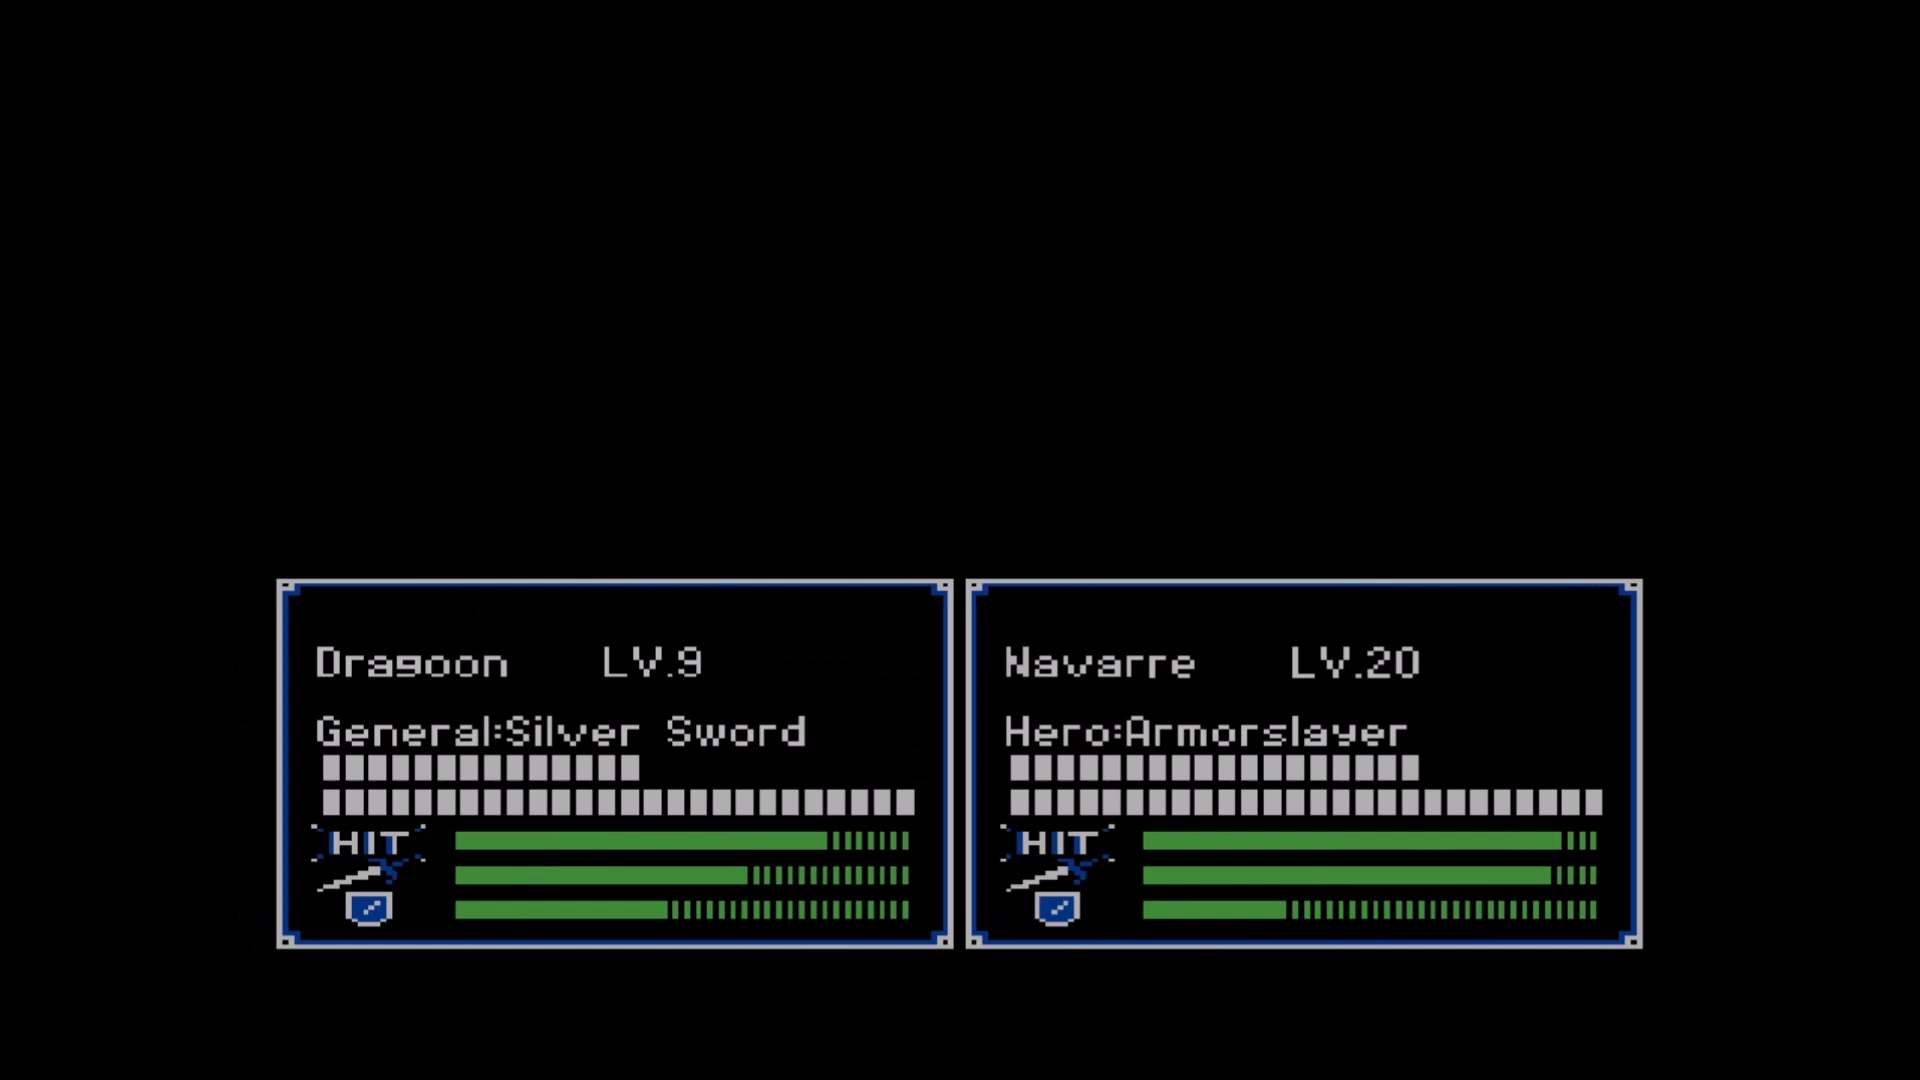 Dragoon LV.9
General:Silver Sword
HIT
Navarre LV.20
Hero:Armorslayer
HIT